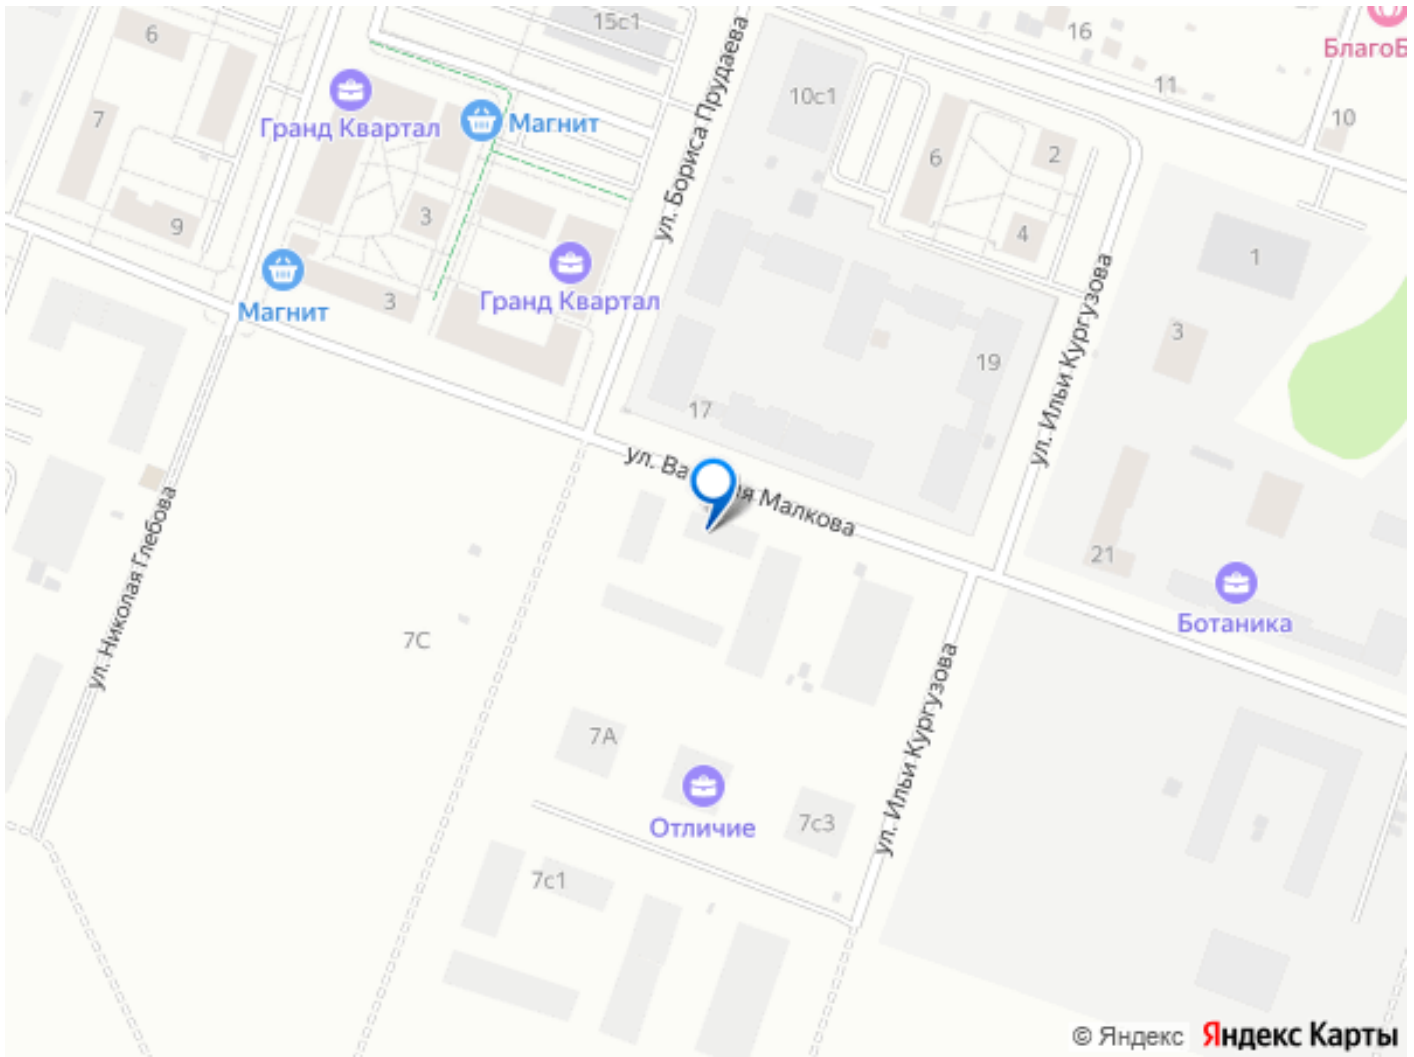 6
15с1
16
БлагоБ
7
Гранд Квартал
Магнит
ул. Бориса Прудаева
10с1
11
10
6
2
9
3
4
1
Магнит
3
Гранд Квартал
ул. Ильи Кургузова
3
19
17
ул. Ва
я Малкова
ул. Николая Глебова
21
Ботаника
7С
ул. Ильи Кургузова
7А
Отличие
7с3
7с1
© Яндекс Яндекс Карты